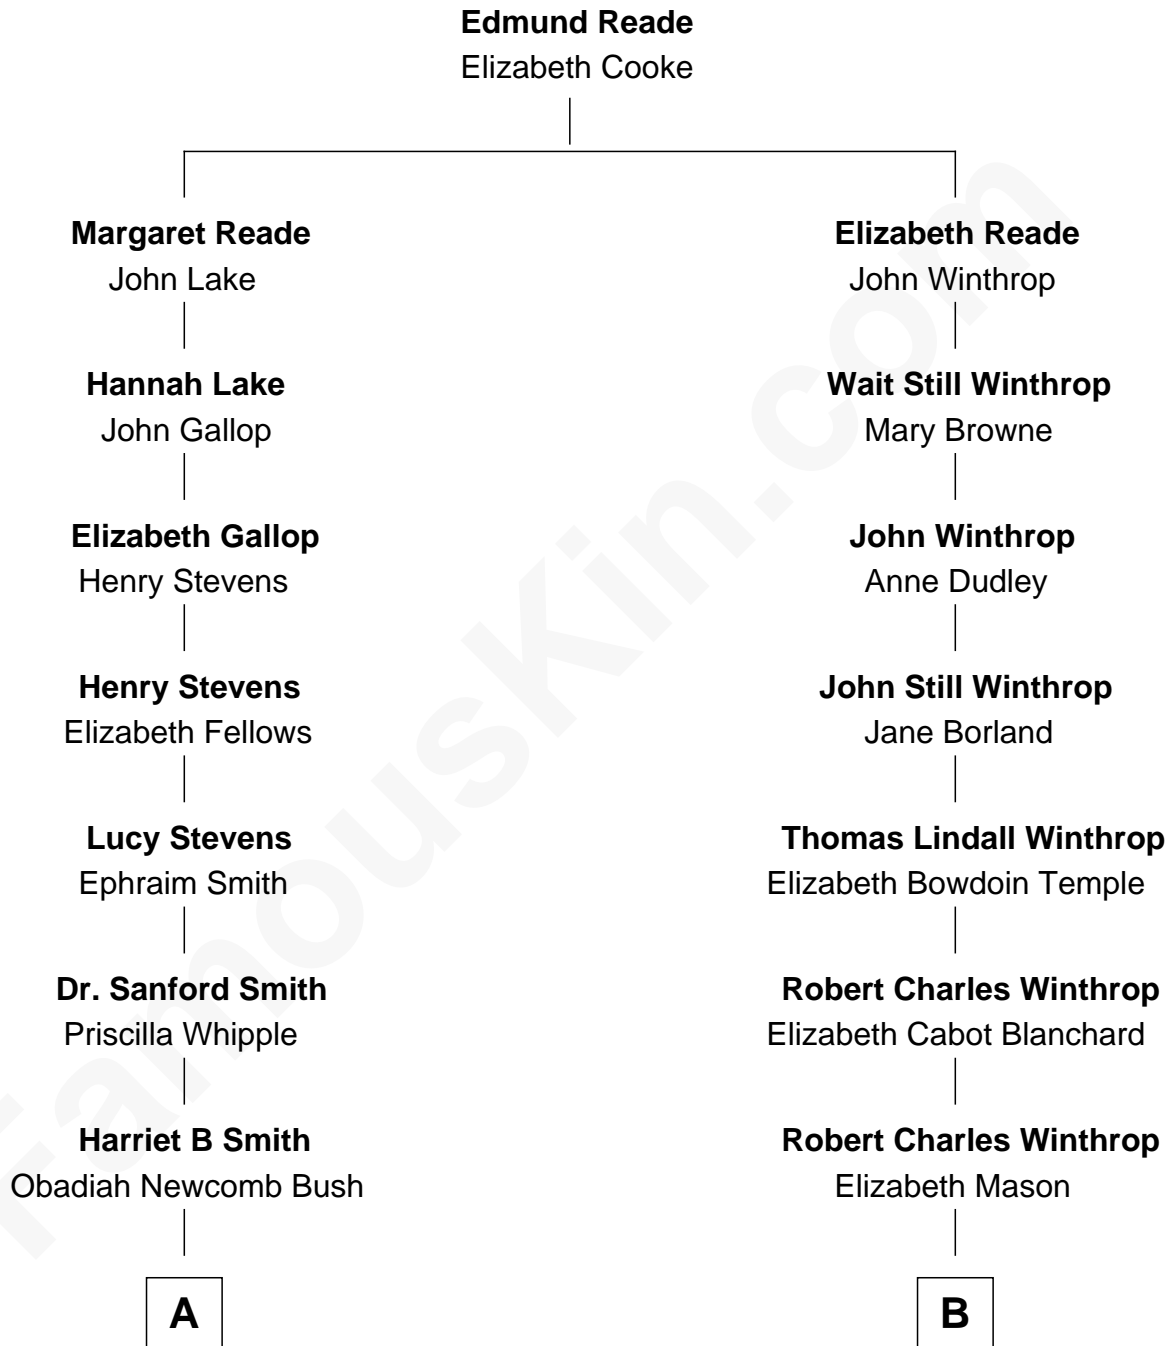 Edmund Reade
Elizabeth Cooke
Margaret Reade
John Lake
Hannah Lake
John Gallop
Elizabeth Gallop
Henry Stevens
Henry Stevens
Elizabeth Fellows
Lucy Stevens
Ephraim Smith
Dr. Sanford Smith
Priscilla Whipple
Harriet B Smith
Obadiah Newcomb Bush
A
Elizabeth Reade
John Winthrop
Wait Still Winthrop
Mary Browne
John Winthrop
Anne Dudley
John Still Winthrop
Jane Borland
Thomas Lindall Winthrop
Elizabeth Bowdoin Temple
Robert Charles Winthrop
Elizabeth Cabot Blanchard
Robert Charles Winthrop
Elizabeth Mason
B
FamousKin.com